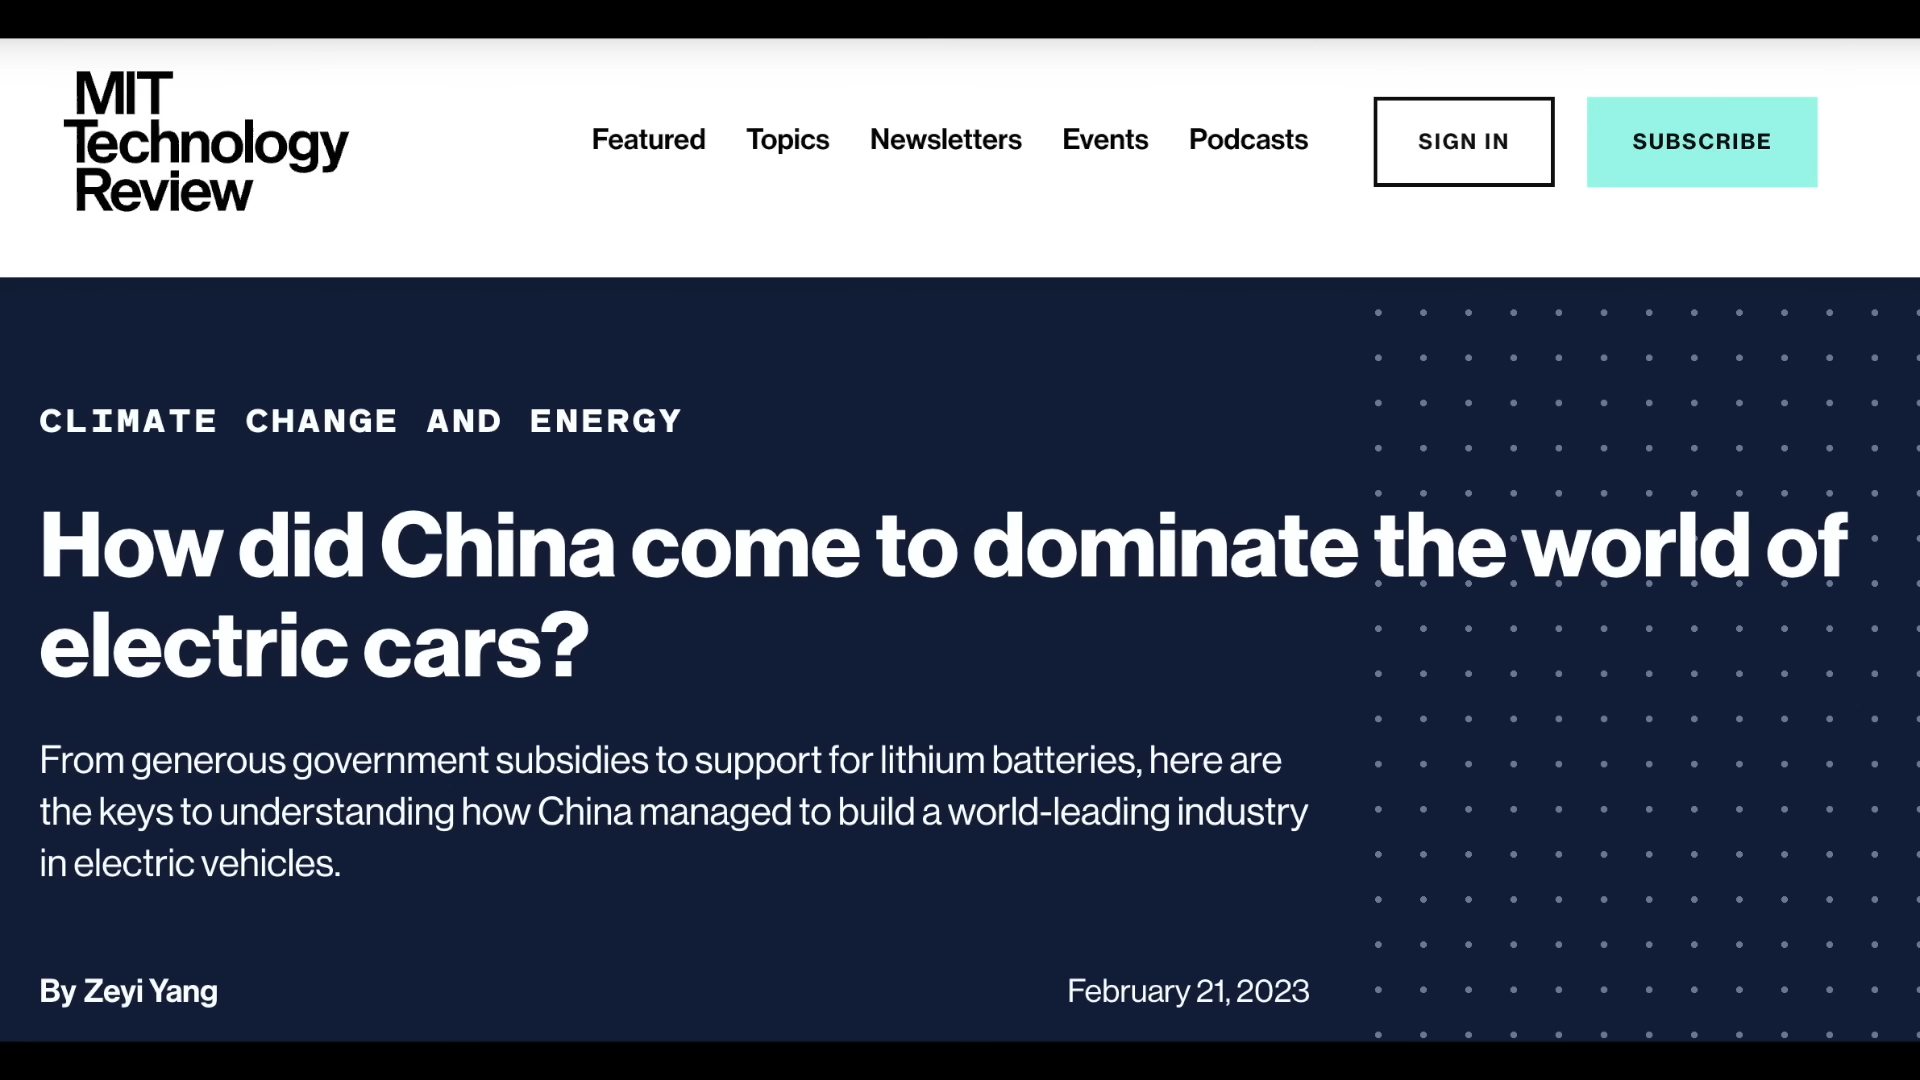 MIT
Technology
Review
Featured Topics Newsletters Events Podcasts SIGN IN SUBSCRIBE
CLIMATE CHANGE AND ENERGY
How did China come to dominate the world of
electric cars?
From generous government subsidies to support for lithium batteries, here are
the keys to understanding how China managed to build a world-leading industry
in electric vehicles.
By Zeyi Yang February 21, 2023